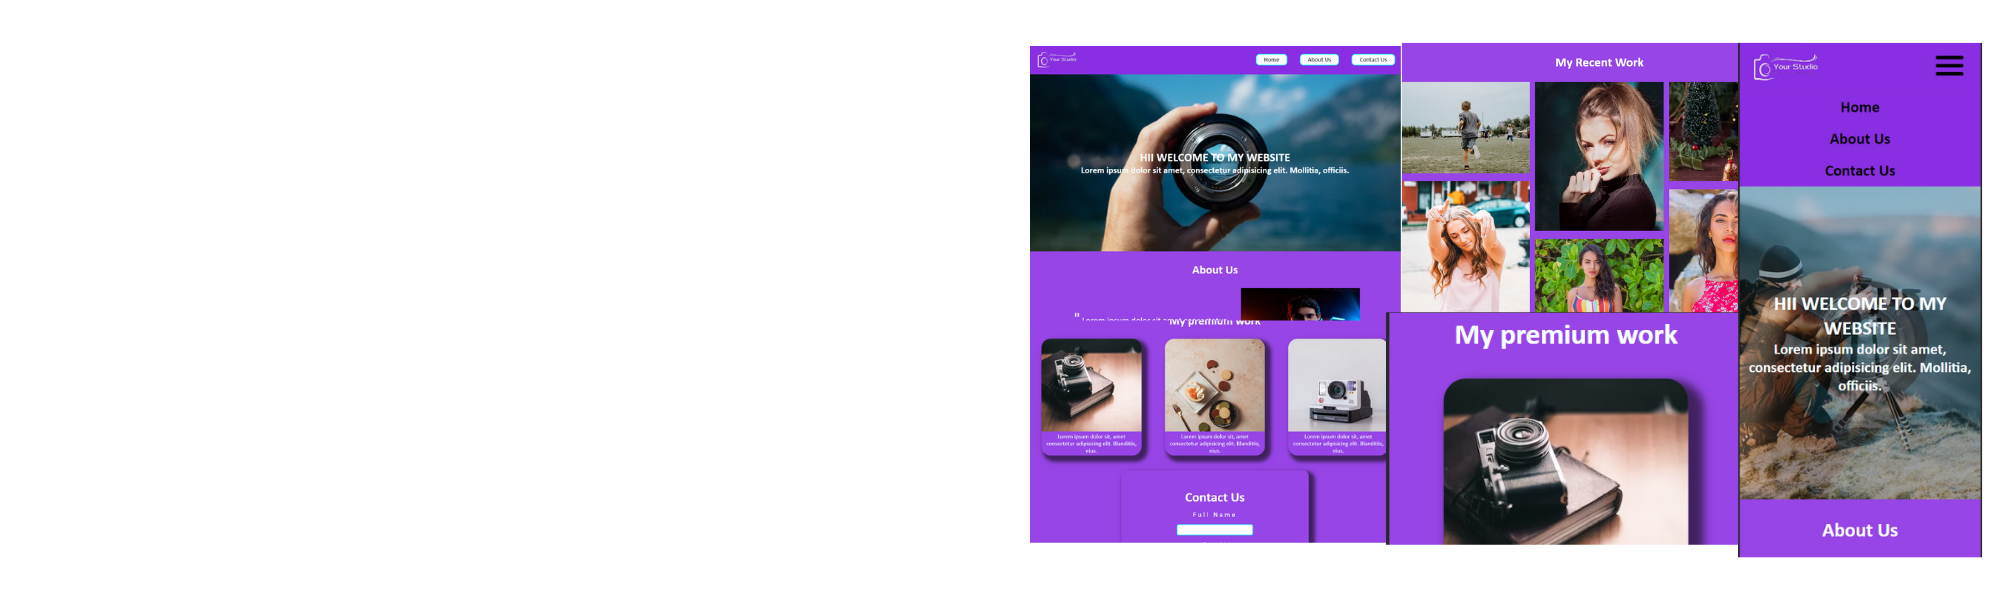 Your Studio
Home
About Us
Contact Us
HII WELCOME TO MY WEBSITE
Lorem ipsum dolor sit amet, consectetur adipisicing elit. Mollitia, officiis.
About Us
"
Lorem ipsum dolor sit
My premium work
Lorem ipsum dolor sit, amet
consectetur adipisicing elit. Blanditiis,
eius.
Lorem ipsum dolor sit, amet
consectetur adipisicing elit. Blanditiis,
eius.
Lorem ipsum dolor sit, amet
consectetur adipisicing elit. Blanditiis,
eius.
Contact Us
Full Name
My Recent Work
My premium work
Your Studio
Home
About Us
Contact Us
HII WELCOME TO MY
WEBSITE
Lorem ipsum dolor sit amet,
consectetur adipisicing elit. Mollitia,
officiis.
About Us